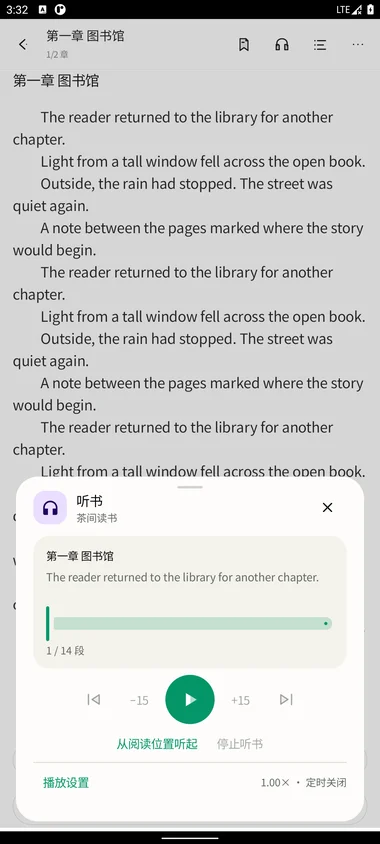 3:32
LTE
第一章 图书馆
1/2 章
第一章 图书馆
The reader returned to the library for another
chapter.
Light from a tall window fell across the open book.
Outside, the rain had stopped. The street was
quiet again.
A note between the pages marked where the story
would begin.
The reader returned to the library for another
chapter.
Light from a tall window fell across the open book.
Outside, the rain had stopped. The street was
quiet again.
A note between the pages marked where the story
would begin.
The reader returned to the library for another
chapter.
Light from a tall window fell across the open book.
听书
茶间读书
第一章 图书馆
The reader returned to the library for another chapter.
1 / 14 段
−15
+15
从阅读位置听起 停止听书
播放设置 1.00× · 定时关闭